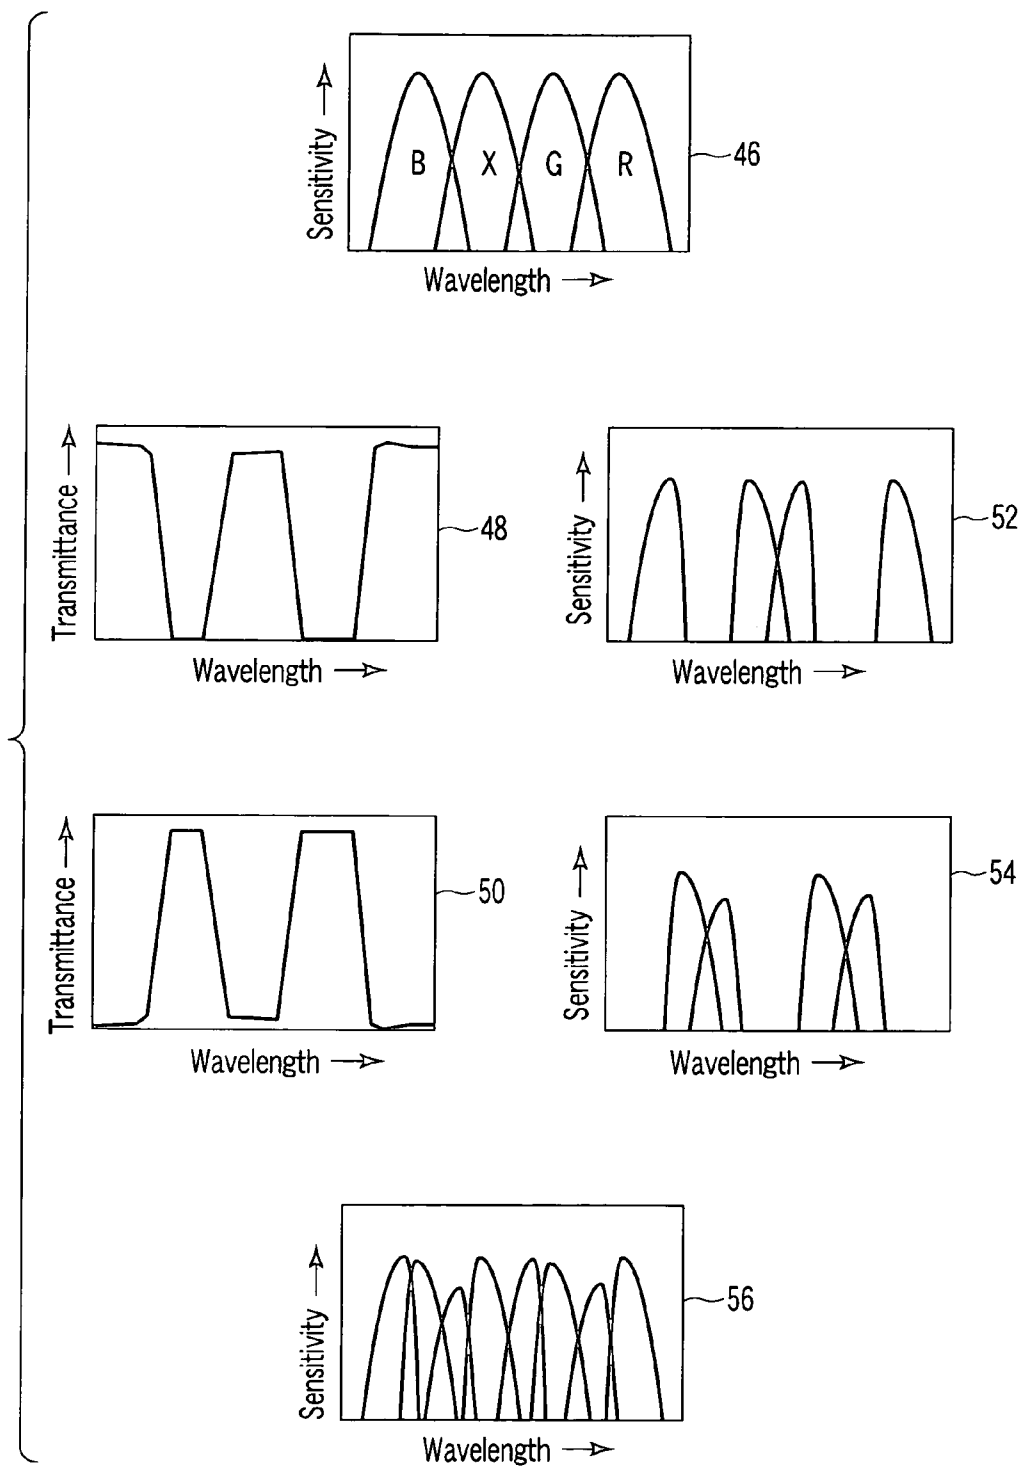 Sensitivity
B X G R
46
Wavelength
Transmittance
48
Wavelength
Sensitivity
52
Wavelength
Transmittance
50
Wavelength
Sensitivity
54
Wavelength
Sensitivity
56
Wavelength